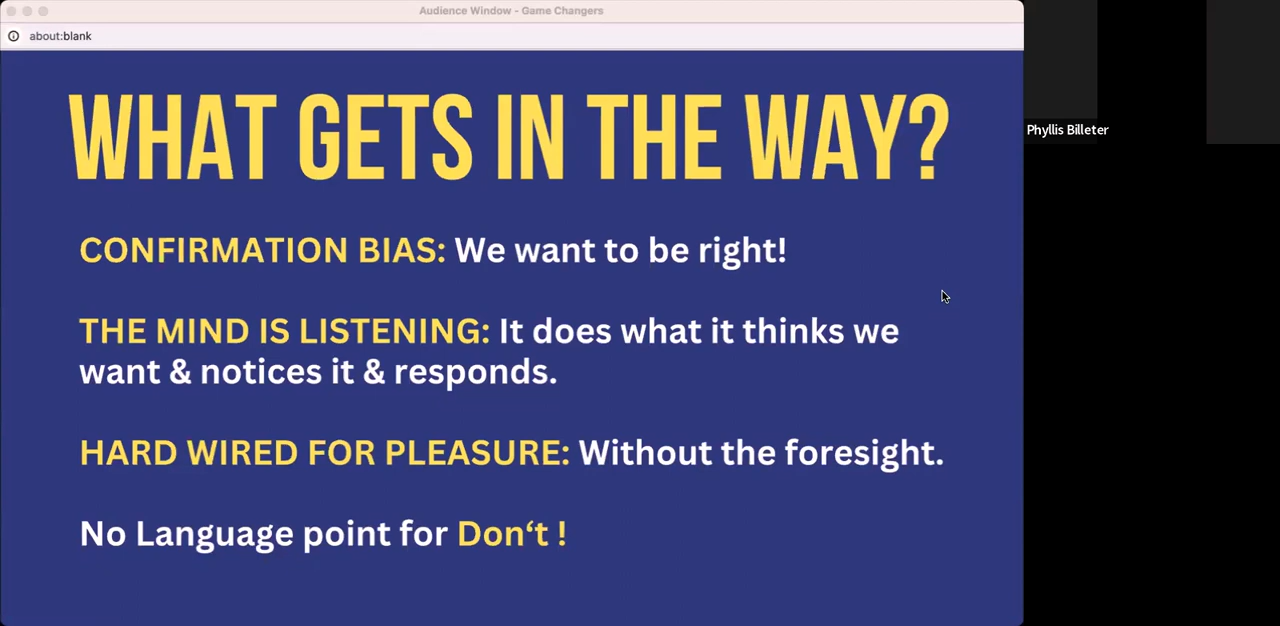 Audience Window - Game Changers
about:blank
WHAT GETS IN THE WAY?
CONFIRMATION BIAS: We want to be right!
THE MIND IS LISTENING: It does what it thinks we
want & notices it & responds.
HARD WIRED FOR PLEASURE: Without the foresight.
No Language point for Don‘t !
Phyllis Billeter